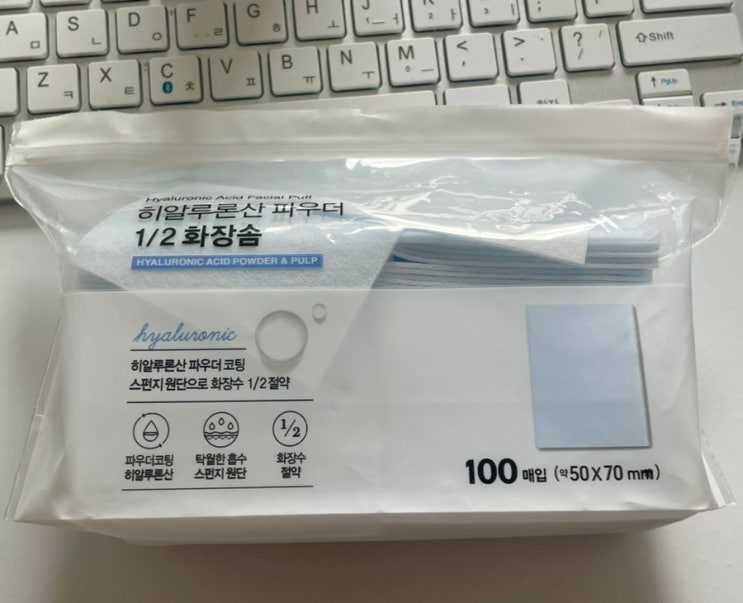 A ㅁ
S ㄴ
D ㅇ
F ㄹ
G ㅎ
H ㅗ
J ㅓ
K ㅏ
L ㅣ
Z ㅋ
X ㅌ
C ㅊ
V ㅍ
B ㅠ
N ㅜ
M ㅡ 0
< ,
> .
? /
⇧Shift
↑ PgUp
Hyaluronic Acid Facial Puff
히알루론산 파우더
1/2 화장솜
HYALURONIC ACID POWDER & PULP
hyaluronic
히알루론산 파우더 코팅
스펀지 원단으로 화장수 1/2 절약
1/2
파우더코팅 탁월한 흡수 화장수
히알루론산 스펀지 원단 절약
100 매입 (약 50X70 mm)